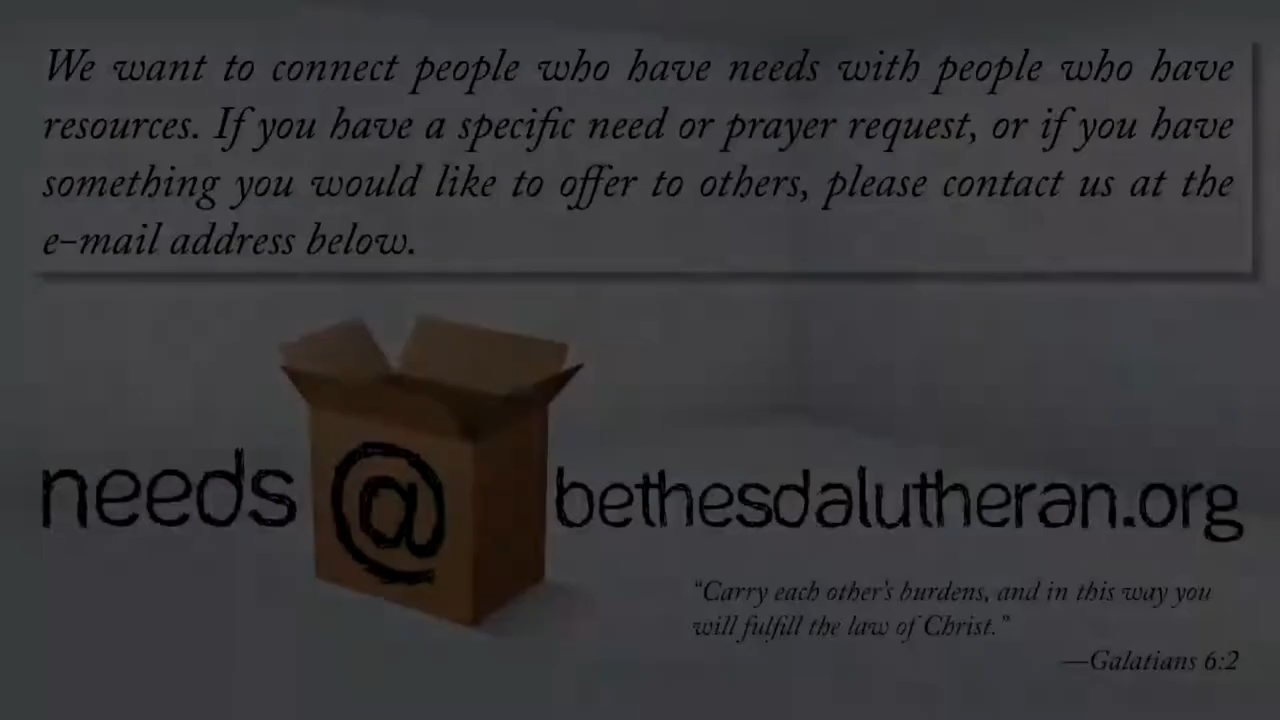 We want to connect people who have needs with people who have
resources. If you have a specific need or prayer request, or if you have
something you would like to offer to others, please contact us at the
e-mail address below.
needs@bethesdalutheran.org
"Carry each other's burdens, and in this way you
will fulfill the law of Christ."
—Galatians 6:2